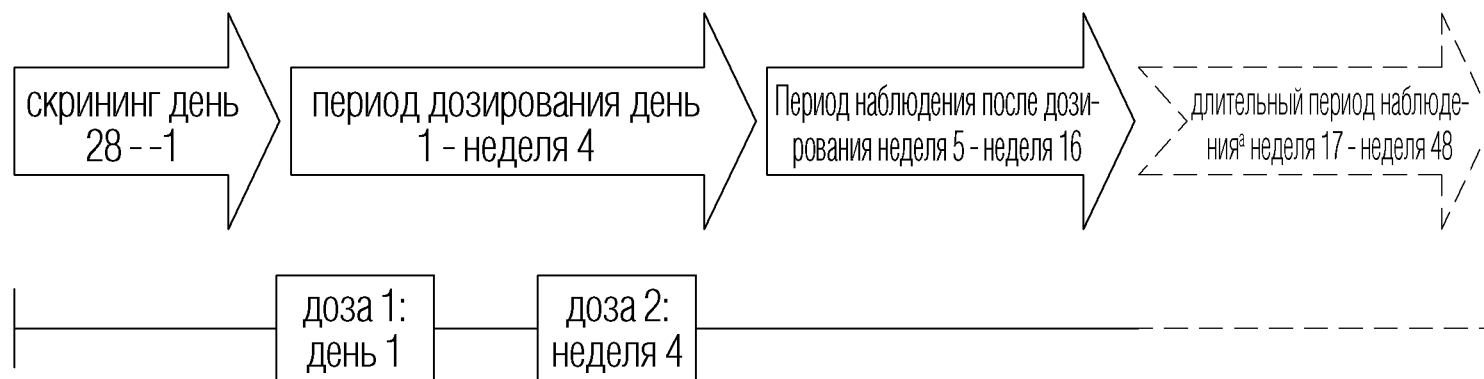 скрининг день
28 - -1
период дозирования день
1 - неделя 4
Период наблюдения после дози-
рования неделя 5 - неделя 16
длительный период наблюде-
нияª неделя 17 - неделя 48
доза 1:
день 1
доза 2:
неделя 4